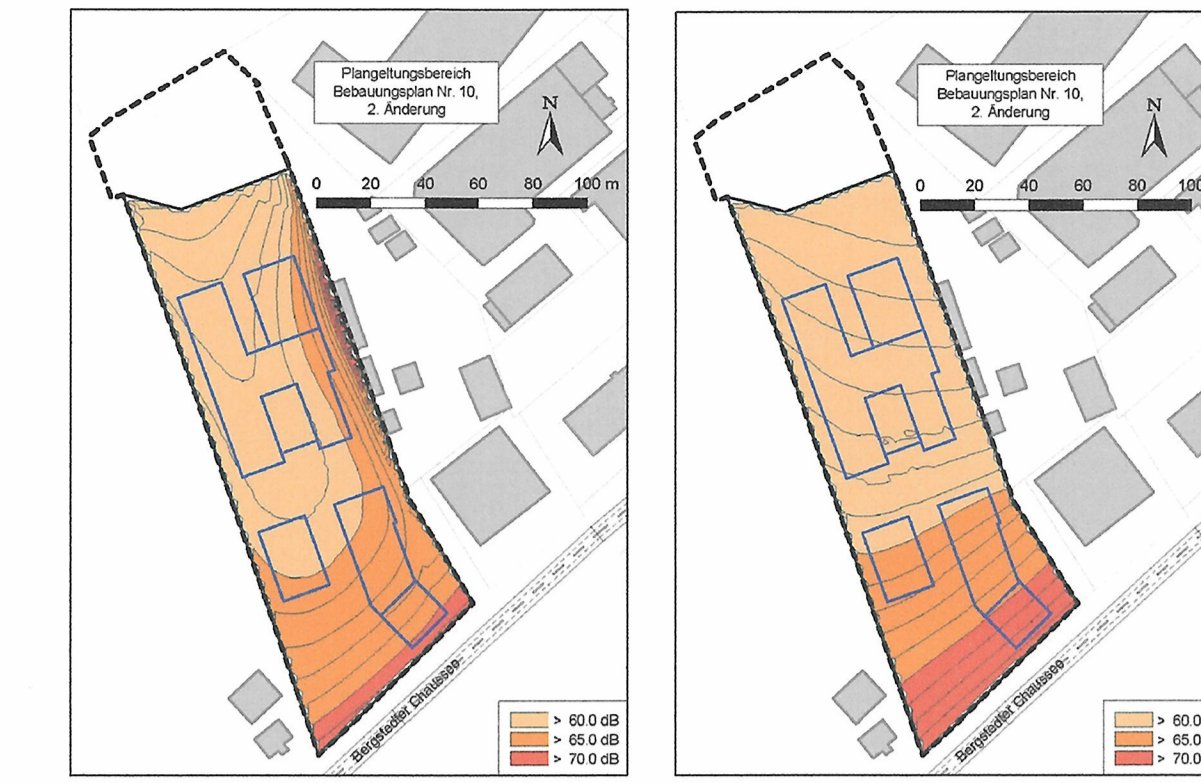 Plangeltungsbereich
Bebauungsplan Nr. 10,
2. Änderung
N
0 20 40 60 80 100 m
Bergstedter Chaussee
> 60.0 dB
> 65.0 dB
> 70.0 dB
Plangeltungsbereich
Bebauungsplan Nr. 10,
2. Änderung
N
0 20 40 60 80 100
Bergstedter Chaussee
> 60.0
> 65.0
> 70.0